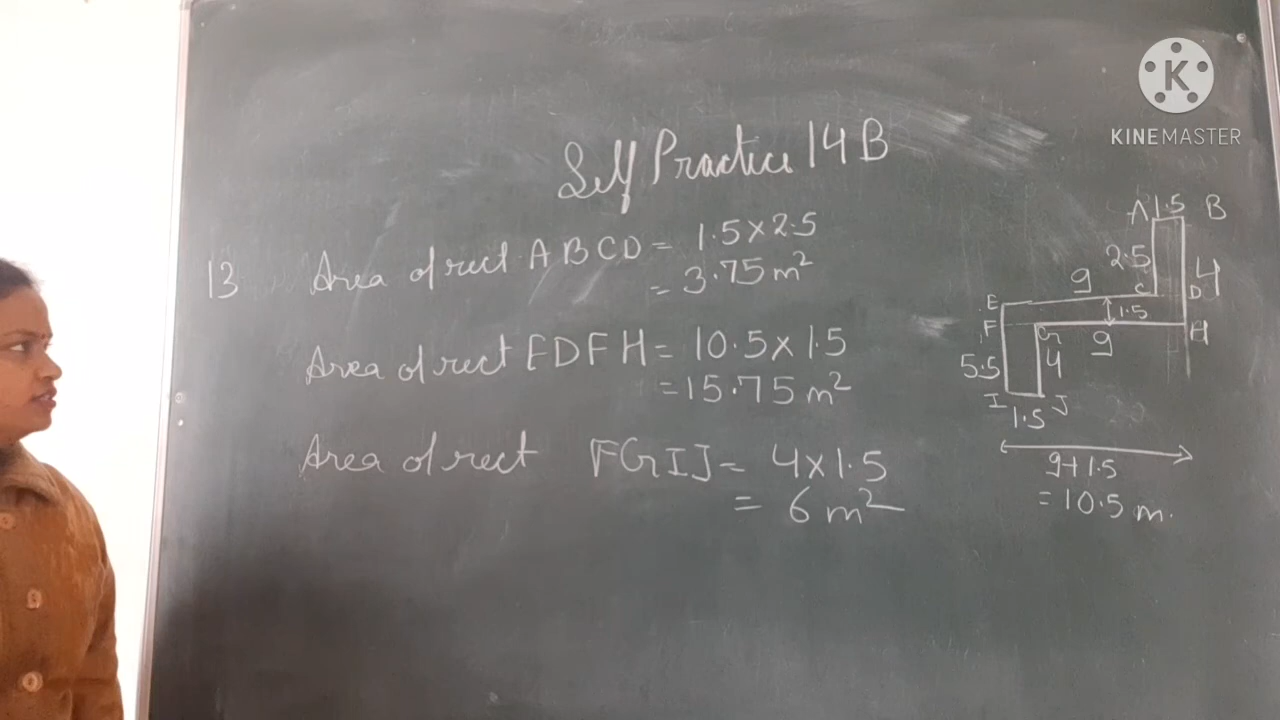 KINEMASTER
Self Practice 14B
13 Area of rect. ABCD = 1.5×2.5
= 3.75 m²
Area of rect EDFH = 10.5×1.5
= 15.75 m²
Area of rect FGIJ = 4×1.5
= 6 m²
A 1.5 B
2.5 4
9 C D
E 1.5
F G 9 H
5.5 4
I 1.5 J
9+1.5
= 10.5 m.